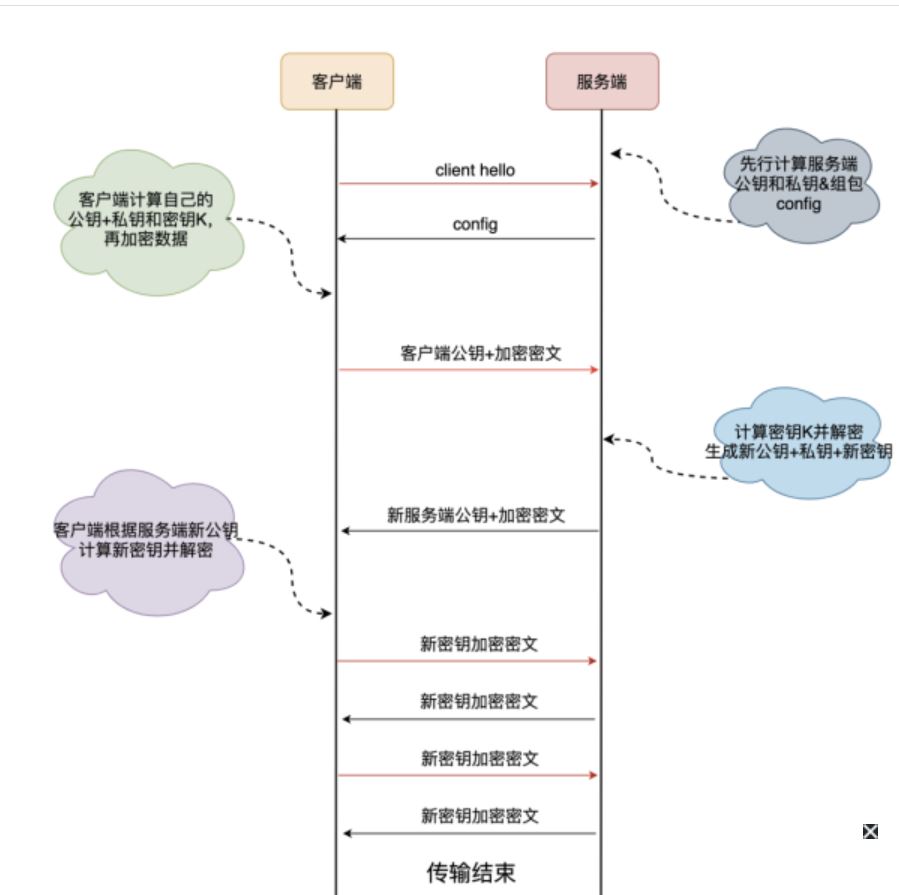 客户端
服务端
先行计算服务端
公钥和私钥&组包
config
client hello
客户端计算自己的
公钥+私钥和密钥K,
再加密数据
config
客户端公钥+加密密文
计算密钥K并解密
生成新公钥+私钥+新密钥
新服务端公钥+加密密文
客户端根据服务端新公钥
计算新密钥并解密
新密钥加密密文
新密钥加密密文
新密钥加密密文
新密钥加密密文
传输结束